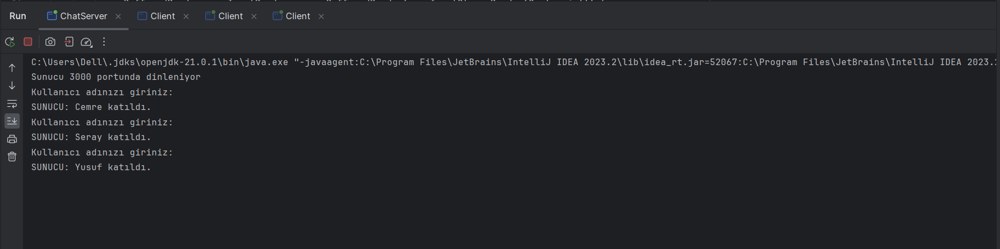 Run ChatServer Client Client Client
C:\Users\Dell\.jdks\openjdk-21.0.1\bin\java.exe "-javaagent:C:\Program Files\JetBrains\IntelliJ IDEA 2023.2\lib\idea_rt.jar=52067:C:\Program Files\JetBrains\IntelliJ IDEA 2023.2
Sunucu 3000 portunda dinleniyor
Kullanıcı adınızı giriniz:
SUNUCU: Cemre katıldı.
Kullanıcı adınızı giriniz:
SUNUCU: Seray katıldı.
Kullanıcı adınızı giriniz:
SUNUCU: Yusuf katıldı.